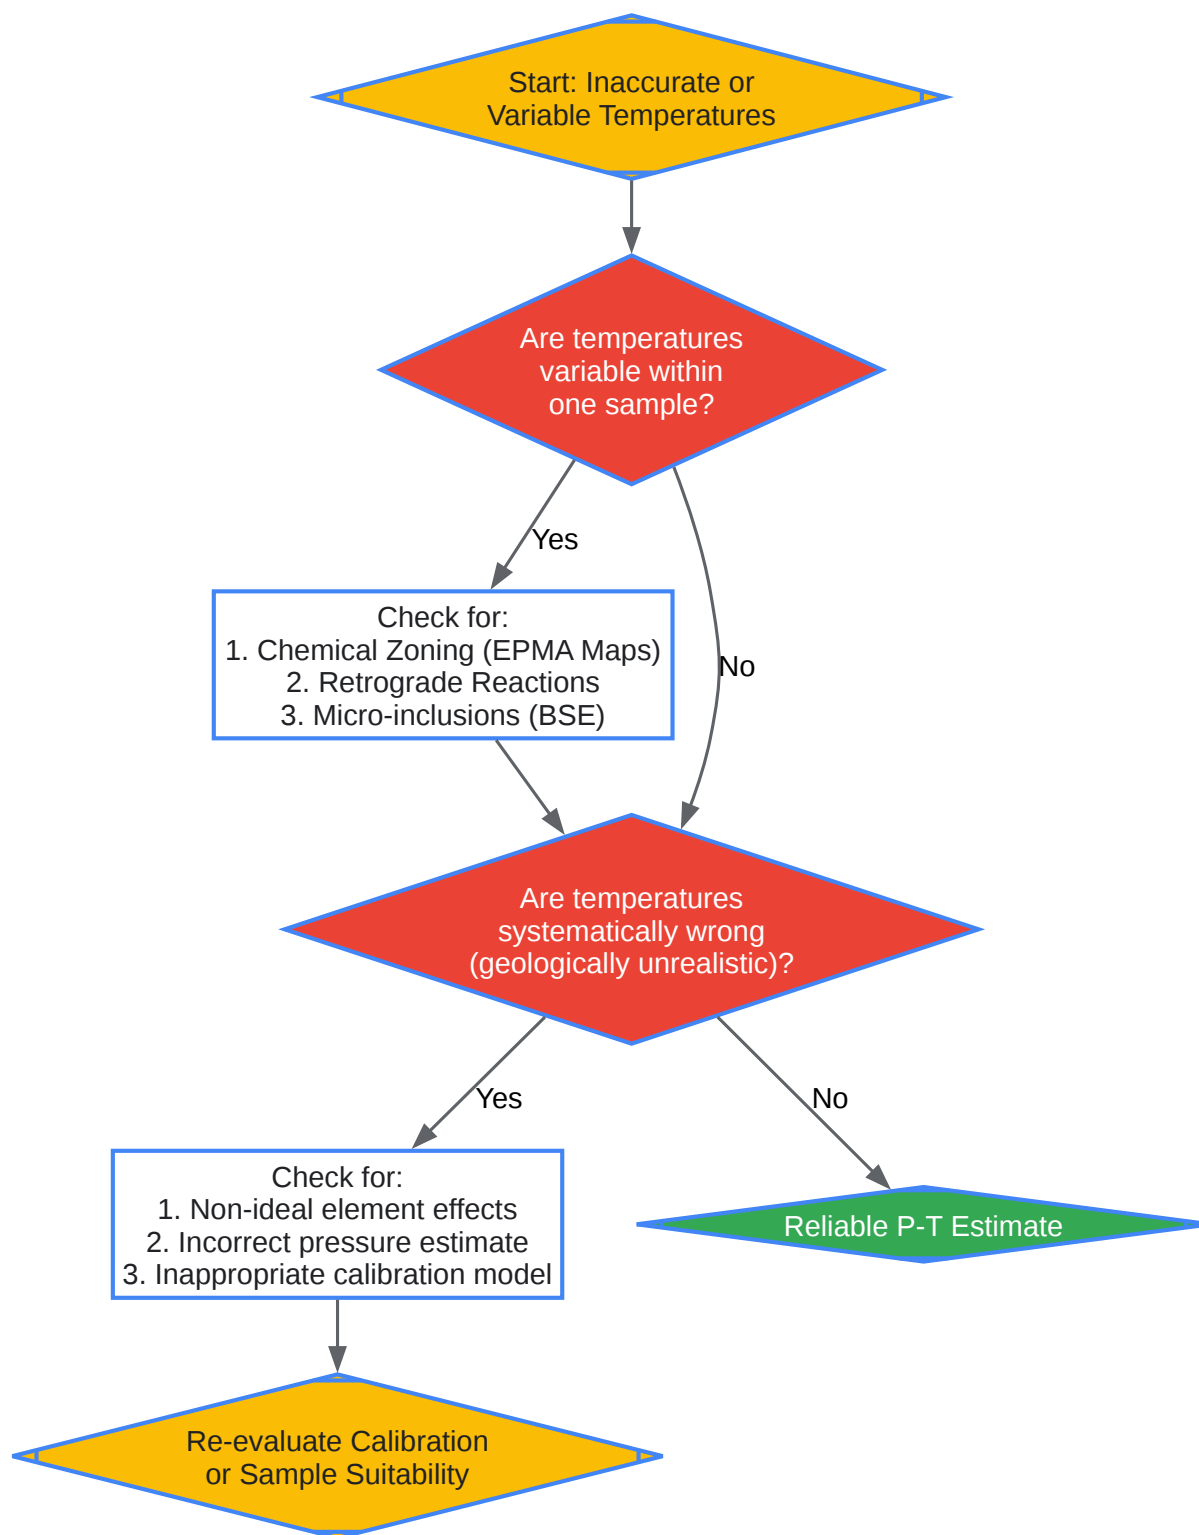 Start: Inaccurate or
Variable Temperatures
Are temperatures
variable within
one sample?
Yes
Check for:
1. Chemical Zoning (EPMA Maps)
2. Retrograde Reactions
3. Micro-inclusions (BSE)
No
Are temperatures
systematically wrong
(geologically unrealistic)?
Yes
No
Check for:
1. Non-ideal element effects
2. Incorrect pressure estimate
3. Inappropriate calibration model
Reliable P-T Estimate
Re-evaluate Calibration
or Sample Suitability